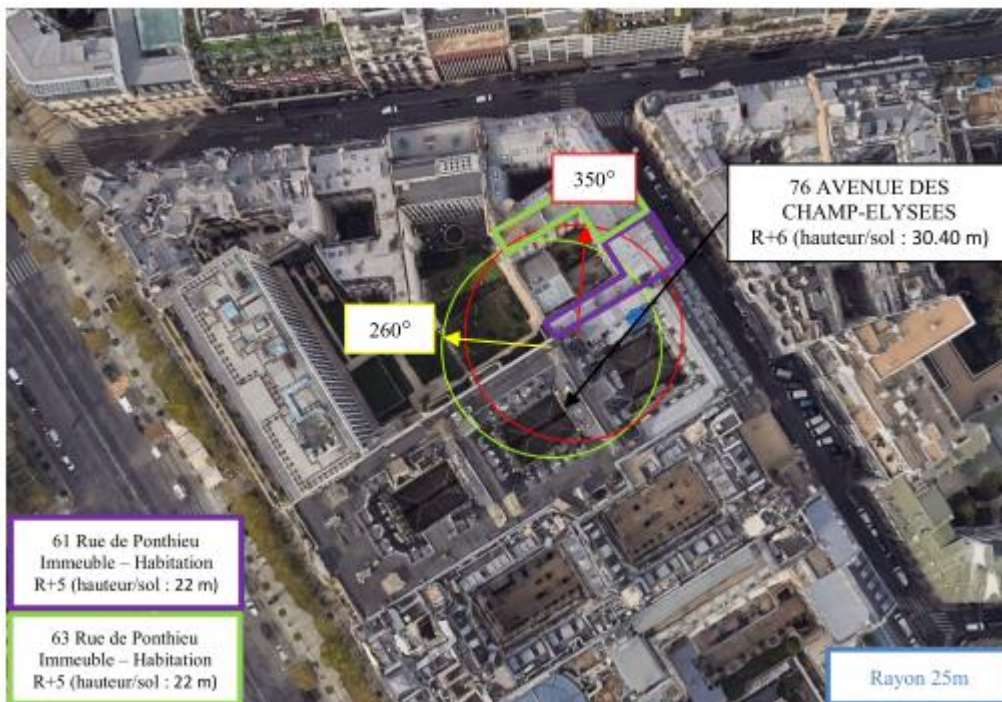 350°
76 AVENUE DES
CHAMP-ELYSEES
R+6 (hauteur/sol : 30.40 m)
260°
61 Rue de Ponthieu
Immeuble – Habitation
R+5 (hauteur/sol : 22 m)
63 Rue de Ponthieu
Immeuble – Habitation
R+5 (hauteur/sol : 22 m)
Rayon 25m